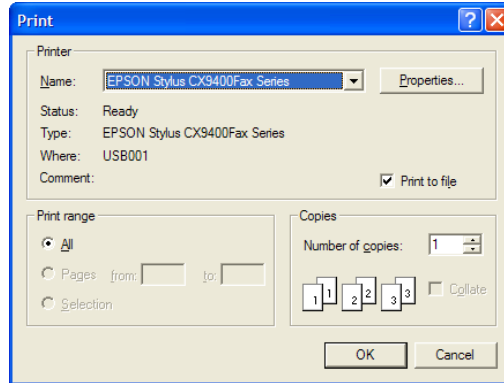 Print
Printer
Name: EPSON Stylus CX9400Fax Series Properties...
Status: Ready
Type: EPSON Stylus CX9400Fax Series
Where: USB001
Comment: Print to file
Print range
All
Pages from: to:
Selection
Copies
Number of copies: 1
1 1 2 2 3 3 Collate
OK Cancel